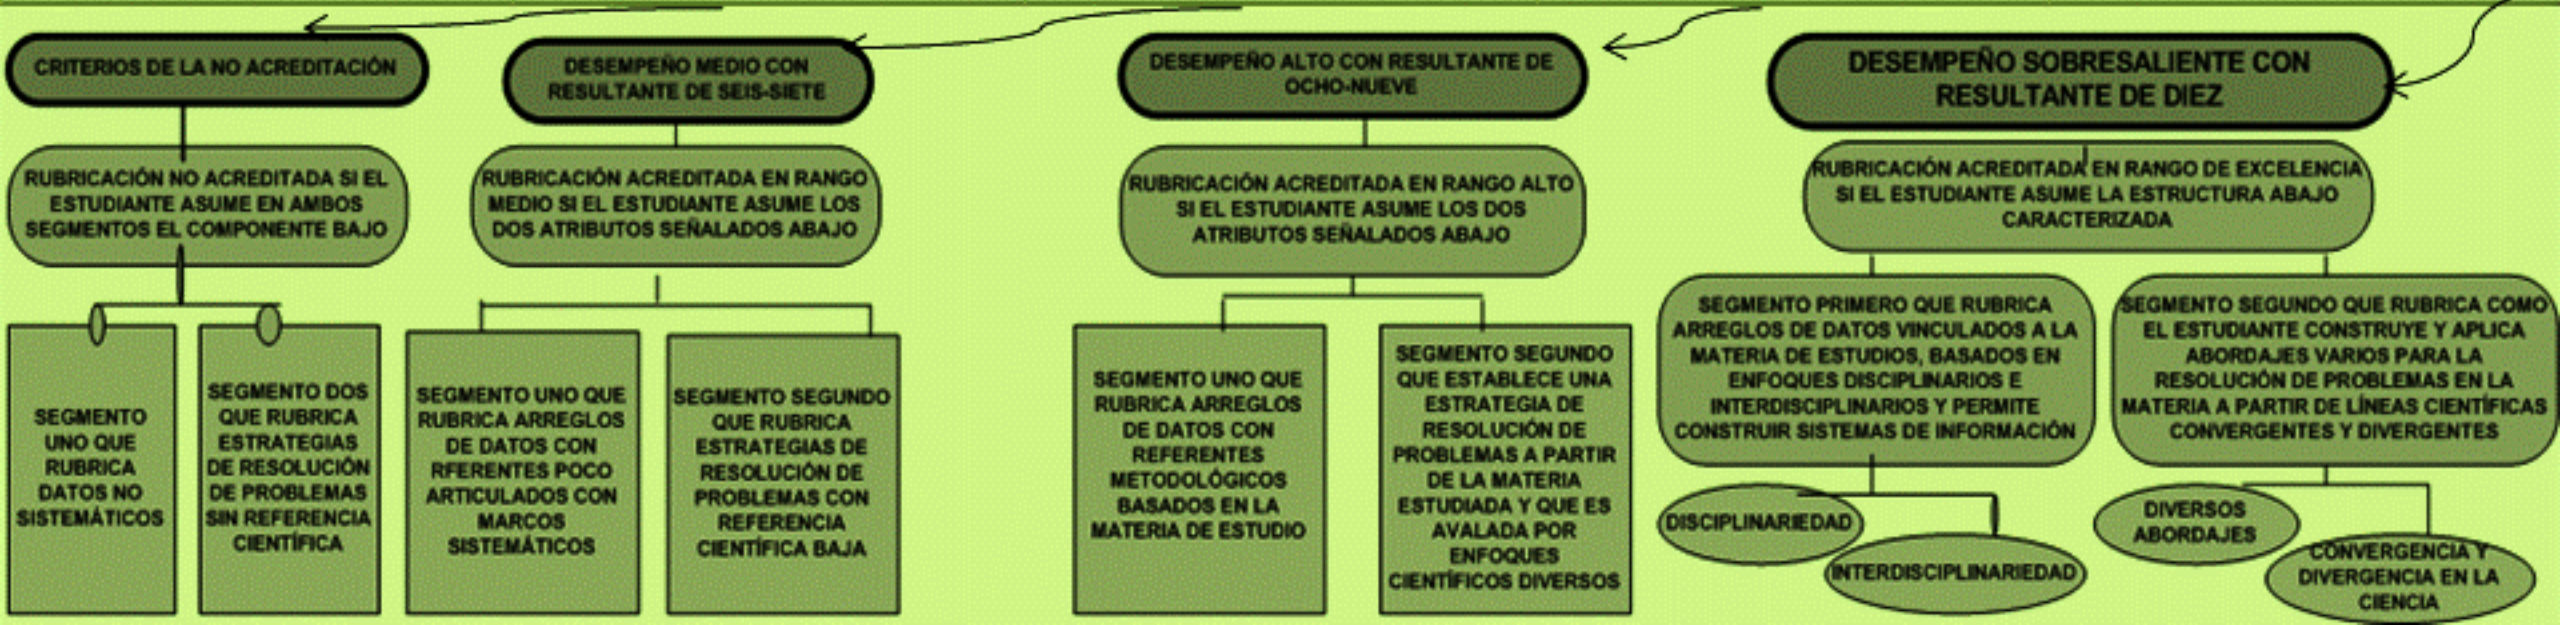 CRITERIOS DE LA NO ACREDITACIÓN
RUBRICACIÓN NO ACREDITADA SI EL
ESTUDIANTE ASUME EN AMBOS
SEGMENTOS EL COMPONENTE BAJO
SEGMENTO
UNO QUE
RUBRICA
DATOS NO
SISTEMÁTICOS
SEGMENTO DOS
QUE RUBRICA
ESTRATEGIAS
DE RESOLUCIÓN
DE PROBLEMAS
SIN REFERENCIA
CIENTÍFICA
DESEMPEÑO MEDIO CON
RESULTANTE DE SEIS-SIETE
RUBRICACIÓN ACREDITADA EN RANGO
MEDIO SI EL ESTUDIANTE ASUME LOS
DOS ATRIBUTOS SEÑALADOS ABAJO
SEGMENTO UNO QUE
RUBRICA ARREGLOS
DE DATOS CON
RFERENTES POCO
ARTICULADOS CON
MARCOS
SISTEMÁTICOS
SEGMENTO SEGUNDO
QUE RUBRICA
ESTRATEGIAS DE
RESOLUCIÓN DE
PROBLEMAS CON
REFERENCIA
CIENTÍFICA BAJA
DESEMPEÑO ALTO CON RESULTANTE DE
OCHO-NUEVE
RUBRICACIÓN ACREDITADA EN RANGO ALTO
SI EL ESTUDIANTE ASUME LOS DOS
ATRIBUTOS SEÑALADOS ABAJO
SEGMENTO UNO QUE
RUBRICA ARREGLOS
DE DATOS CON
REFERENTES
METODOLÓGICOS
BASADOS EN LA
MATERIA DE ESTUDIO
SEGMENTO SEGUNDO
QUE ESTABLECE UNA
ESTRATEGIA DE
RESOLUCIÓN DE
PROBLEMAS A PARTIR
DE LA MATERIA
ESTUDIADA Y QUE ES
AVALADA POR
ENFOQUES
CIENTÍFICOS DIVERSOS
DESEMPEÑO SOBRESALIENTE CON
RESULTANTE DE DIEZ
RUBRICACIÓN ACREDITADA EN RANGO DE EXCELENCIA
SI EL ESTUDIANTE ASUME LA ESTRUCTURA ABAJO
CARACTERIZADA
SEGMENTO PRIMERO QUE RUBRICA
ARREGLOS DE DATOS VINCULADOS A LA
MATERIA DE ESTUDIOS, BASADOS EN
ENFOQUES DISCIPLINARIOS E
INTERDISCIPLINARIOS Y PERMITE
CONSTRUIR SISTEMAS DE INFORMACIÓN
DISCIPLINARIEDAD
INTERDISCIPLINARIEDAD
SEGMENTO SEGUNDO QUE RUBRICA COMO
EL ESTUDIANTE CONSTRUYE Y APLICA
ABORDAJES VARIOS PARA LA
RESOLUCIÓN DE PROBLEMAS EN LA
MATERIA A PARTIR DE LÍNEAS CIENTÍFICAS
CONVERGENTES Y DIVERGENTES
DIVERSOS
ABORDAJES
CONVERGENCIA Y
DIVERGENCIA EN LA
CIENCIA